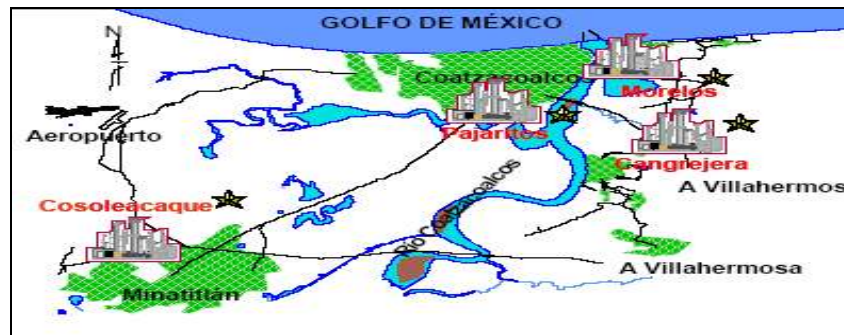 GOLFO DE MÉXICO
N
Coatzacoalco
Morelos
Aeropuerto
Pajaritos
Cangrejera
A Villahermos
Cosoleacaque
Río Coatzacoalcos
A Villahermosa
Minatitlán